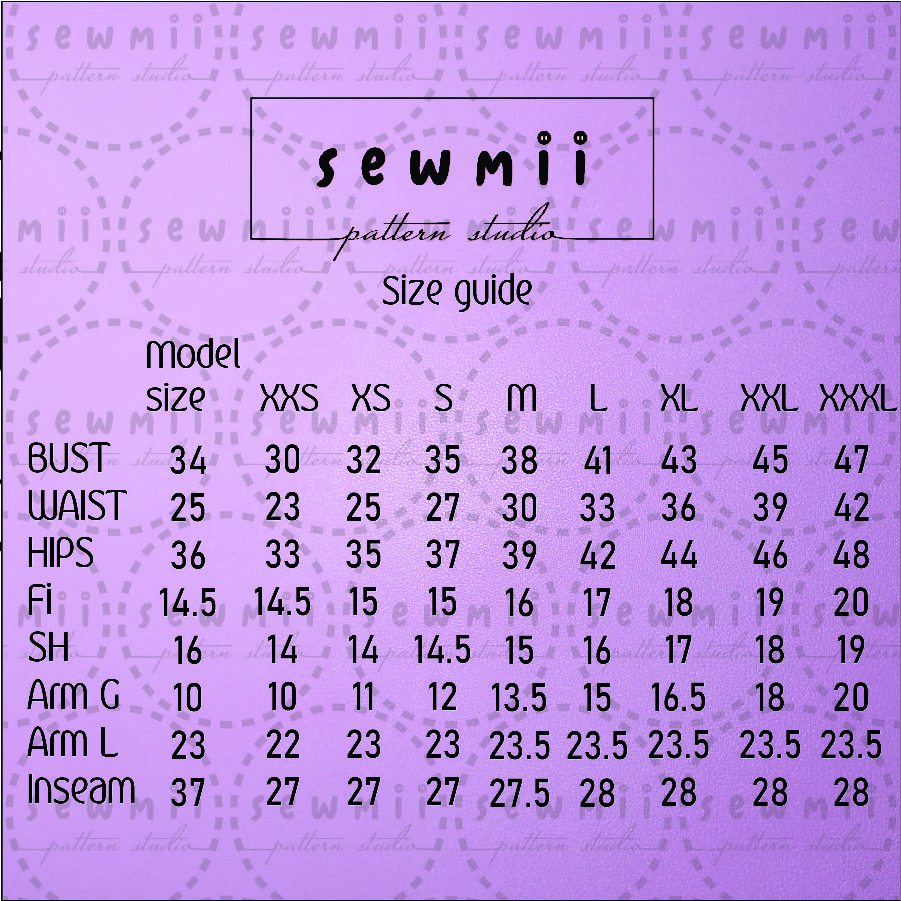 sewmii
pattern studio
Size guide
Model
size XXS XS S M L XL XXL XXXL
BUST 34 30 32 35 38 41 43 45 47
WAIST 25 23 25 27 30 33 36 39 42
HIPS 36 33 35 37 39 42 44 46 48
Fi 14.5 14.5 15 15 16 17 18 19 20
SH 16 14 14 14.5 15 16 17 18 19
Arm G 10 10 11 12 13.5 15 16.5 18 20
Arm L 23 22 23 23 23.5 23.5 23.5 23.5 23.5
Inseam 37 27 27 27 27.5 28 28 28 28